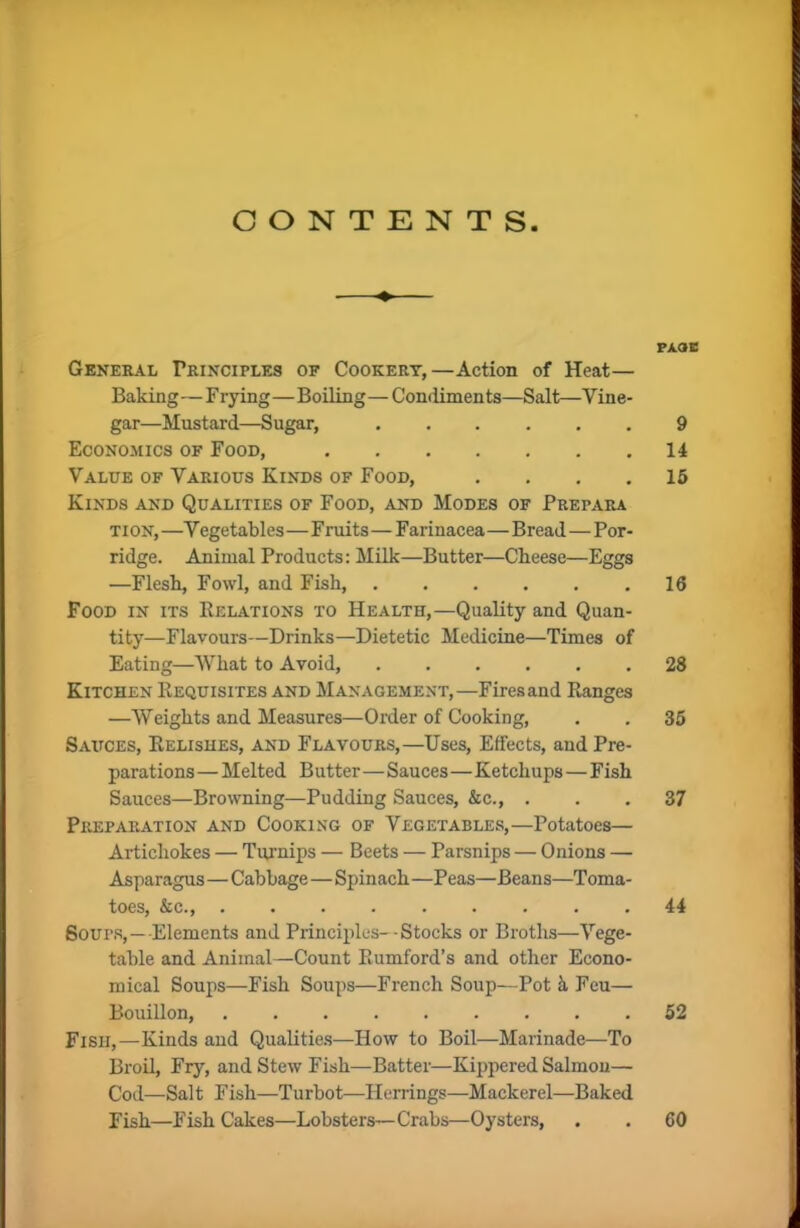 CONTENTS.
PAGE
GENERAL PRINCIPLES OF COOKERY,—Action of Heat—
Baking—Frying—Boiling—Condiments—Salt—Vine-
gar—Mustard—Sugar, . . . . . . 9
ECONOMICS OF FOOD, . . . . . . . 14
VALUE OF VARIOUS KINDS OF FOOD, . . . . 15
KINDS AND QUALITIES OF FOOD, AND MODES OF PREPARA
TION,—Vegetables—Fruits—Farinacea—Bread—Por-
ridge. Animal Products: Milk—Butter—Cheese—Eggs
—Flesh, Fowl, and Fish, . . . . . . 16
FOOD IN ITS RELATIONS TO HEALTH,—Quality and Quan-
tity—Flavours—Drinks—Dietetic Medicine—Times of
Eating—What to Avoid, . . . . . . 28
KITCHEN REQUISITES AND MANAGEMENT,—Fires and Ranges
—Weights and Measures—Order of Cooking, . . 35
SAUCES, RELISHES, AND FLAVOURS,—Uses, Effects, and Pre-
parations—Melted Butter—Sauces—Ketchups—Fish
Sauces—Browning—Pudding Sauces, &c., . . . 37
PREPARATION AND COOKING OF VEGETABLES,—Potatoes—
Artichokes — Turnips — Beets — Parsnips — Onions —
Asparagus—Cabbage—Spinach—Peas—Beans—Toma-
toes, &c., . . . . . . . . . 44
SOUPS,—Elements and Principles--Stocks or Broths—Vege-
table and Animal—Count Rumford's and other Econo-
mical Soups—Fish Soups—French Soup—Pot à Feu—
Bouillon, . . . . . . . . . 52
FISH,—Kinds and Qualities—How to Boil—Marinade—To
Broil, Fry, and Stew Fish—Batter—Kippered Salmon—
Cod—Salt Fish—Turbot—Herrings—Mackerel—Baked
Fish—Fish Cakes—Lobsters—Crabs—Oysters, . . 60